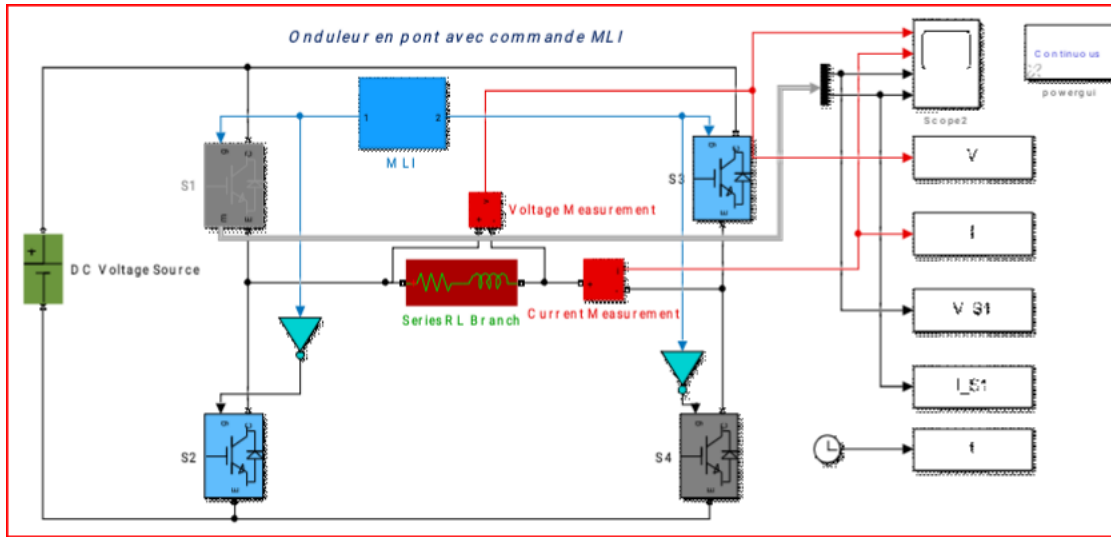 Onduleur en pont avec commande MLI
Continuous
powergui
Scope2
1
2
MLI
g
C
E
m
S1
g
C
E
S3
V
Voltage Measurement
+
-
I
DC Voltage Source
+
Series RL Branch
Current Measurement
V_S1
I_S1
g
C
E
S2
g
C
E
S4
t